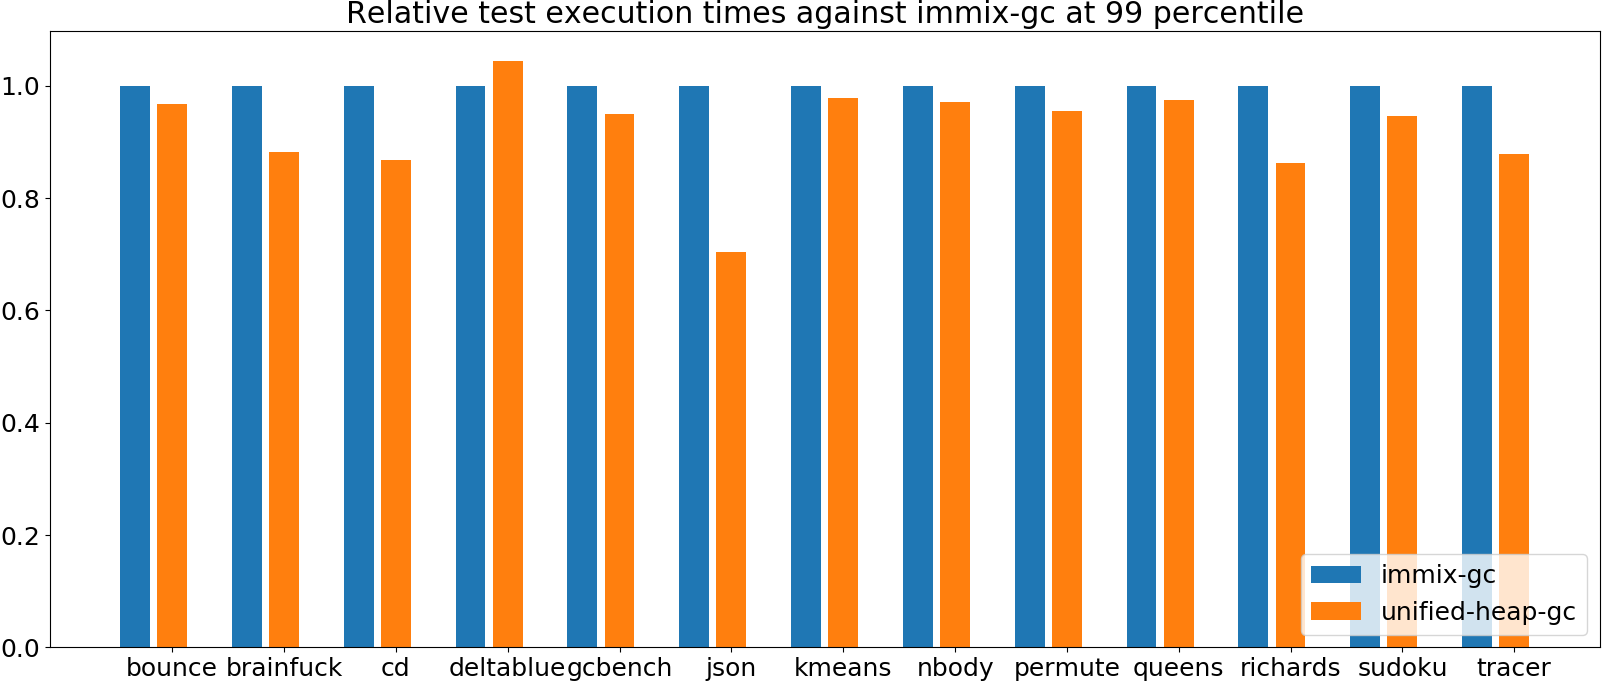 Relative test execution times against immix-gc at 99 percentile
1.0
0.8
0.6
0.4
0.2
0.0
immix-gc
unified-heap-gc
bounce brainfuck cd deltablue gcbench json kmeans nbody permute queens richards sudoku tracer